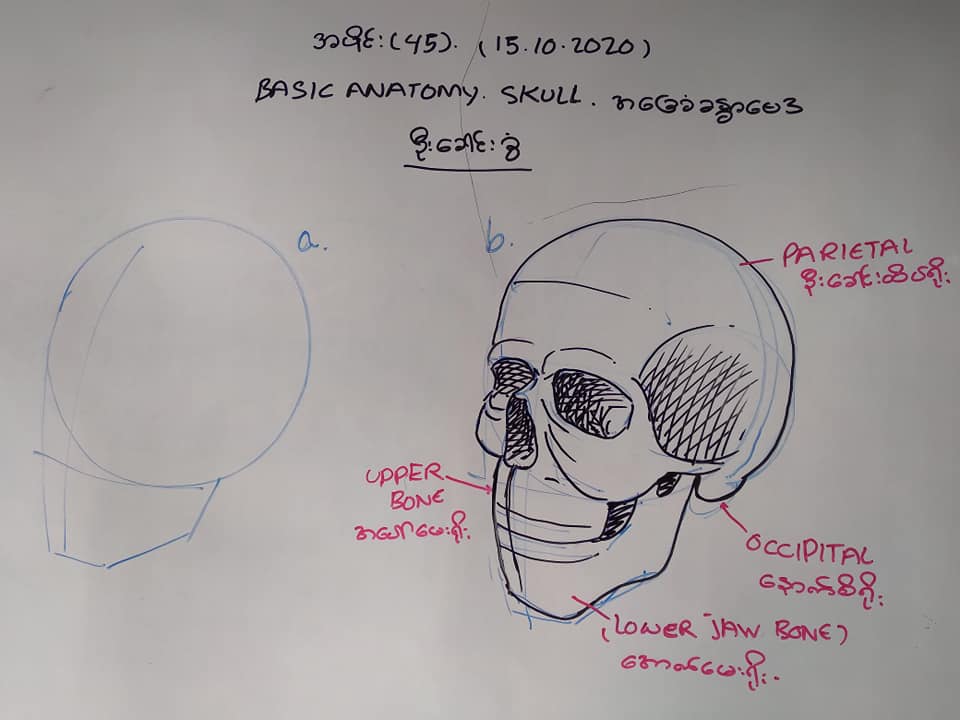 အပိုင်း (45). (15.10.2020)
BASIC ANATOMY. SKULL. အခြေခံခန္ဓာဗေဒ
ဦးခေါင်းခွံ
a.
b.
PARIETAL
ဦးခေါင်းထိပ်ရိုး
UPPER
BONE
အပေါ်မေးရိုး
OCCIPITAL
နောက်စိရိုး
(LOWER JAW BONE)
အောက်မေးရိုး.